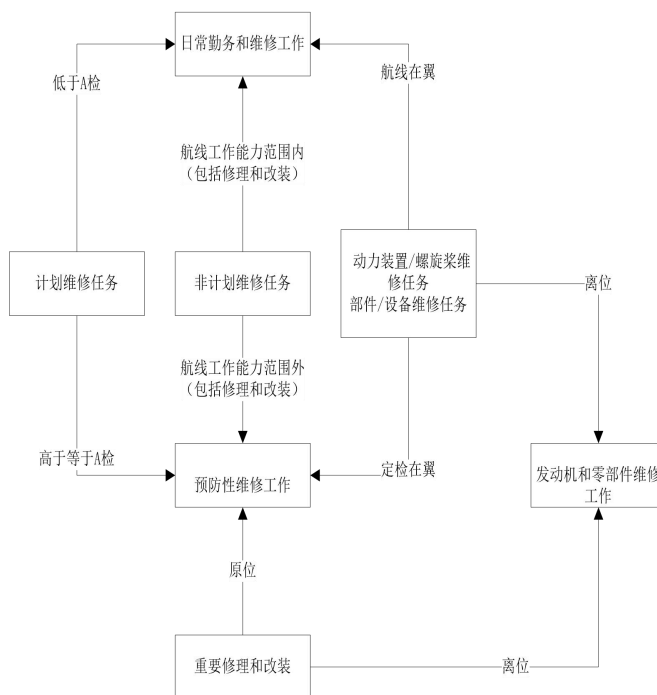 日常勤务和维修工作
低于A检
航线在翼
航线工作能力范围内
（包括修理和改装）
计划维修任务
非计划维修任务
动力装置/螺旋桨维
修任务
部件/设备维修任务
离位
航线工作能力范围外
（包括修理和改装）
高于等于A检
预防性维修工作
定检在翼
发动机和零部件维修
工作
原位
重要修理和改装
离位